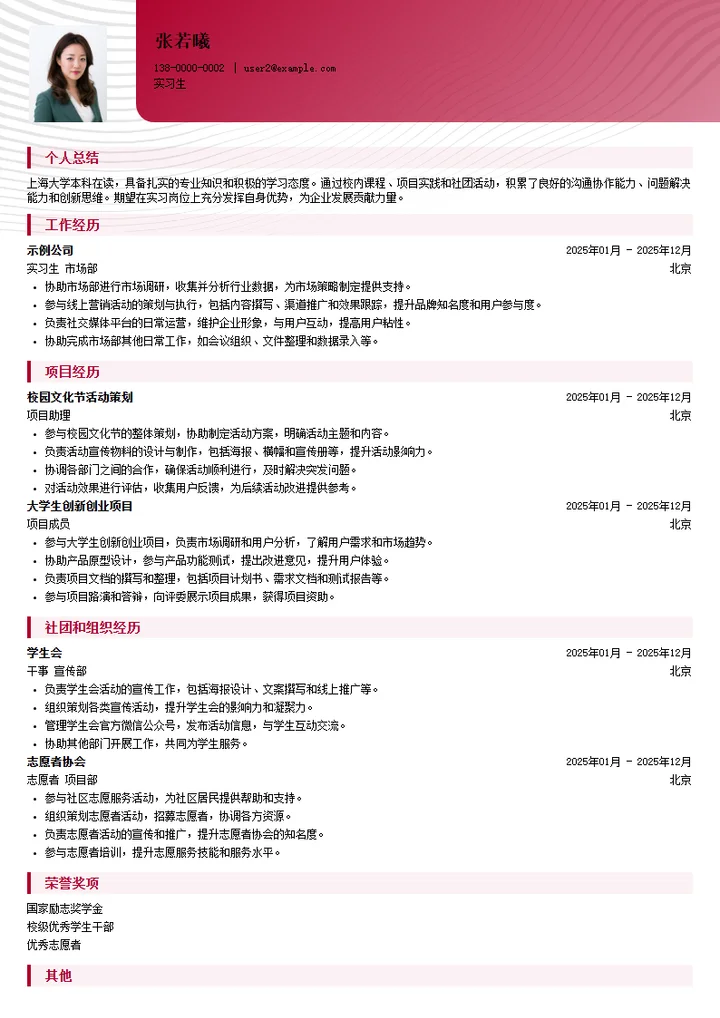 张若曦
138-0000-0002 | user2@example.com
实习生
个人总结
上海大学本科在读，具备扎实的专业知识和积极的学习态度。通过校内课程、项目实践和社团活动，积累了良好的沟通协作能力、问题解决
能力和创新思维。期望在实习岗位上充分发挥自身优势，为企业发展贡献力量。
工作经历
示例公司 2025年01月 - 2025年12月
实习生 市场部 北京
• 协助市场部进行市场调研，收集并分析行业数据，为市场策略制定提供支持。
• 参与线上营销活动的策划与执行，包括内容撰写、渠道推广和效果跟踪，提升品牌知名度和用户参与度。
• 负责社交媒体平台的日常运营，维护企业形象，与用户互动，提高用户粘性。
• 协助完成市场部其他日常工作，如会议组织、文件整理和数据录入等。
项目经历
校园文化节活动策划 2025年01月 - 2025年12月
项目助理 北京
• 参与校园文化节的整体策划，协助制定活动方案，明确活动主题和内容。
• 负责活动宣传物料的设计与制作，包括海报、横幅和宣传册等，提升活动影响力。
• 协调各部门之间的合作，确保活动顺利进行，及时解决突发问题。
• 对活动效果进行评估，收集用户反馈，为后续活动改进提供参考。
大学生创新创业项目 2025年01月 - 2025年12月
项目成员 北京
• 参与大学生创新创业项目，负责市场调研和用户分析，了解用户需求和市场趋势。
• 协助产品原型设计，参与产品功能测试，提出改进意见，提升用户体验。
• 负责项目文档的撰写和整理，包括项目计划书、需求文档和测试报告等。
• 参与项目路演和答辩，向评委展示项目成果，获得项目资助。
社团和组织经历
学生会 2025年01月 - 2025年12月
干事 宣传部 北京
• 负责学生会活动的宣传工作，包括海报设计、文案撰写和线上推广等。
• 组织策划各类宣传活动，提升学生会的影响力和凝聚力。
• 管理学生会官方微信公众号，发布活动信息，与学生互动交流。
• 协助其他部门开展工作，共同为学生服务。
志愿者协会 2025年01月 - 2025年12月
志愿者 项目部 北京
• 参与社区志愿服务活动，为社区居民提供帮助和支持。
• 组织策划志愿者活动，招募志愿者，协调各方资源。
• 负责志愿者活动的宣传和推广，提升志愿者协会的知名度。
• 参与志愿者培训，提升志愿服务技能和服务水平。
荣誉奖项
国家励志奖学金
校级优秀学生干部
优秀志愿者
其他